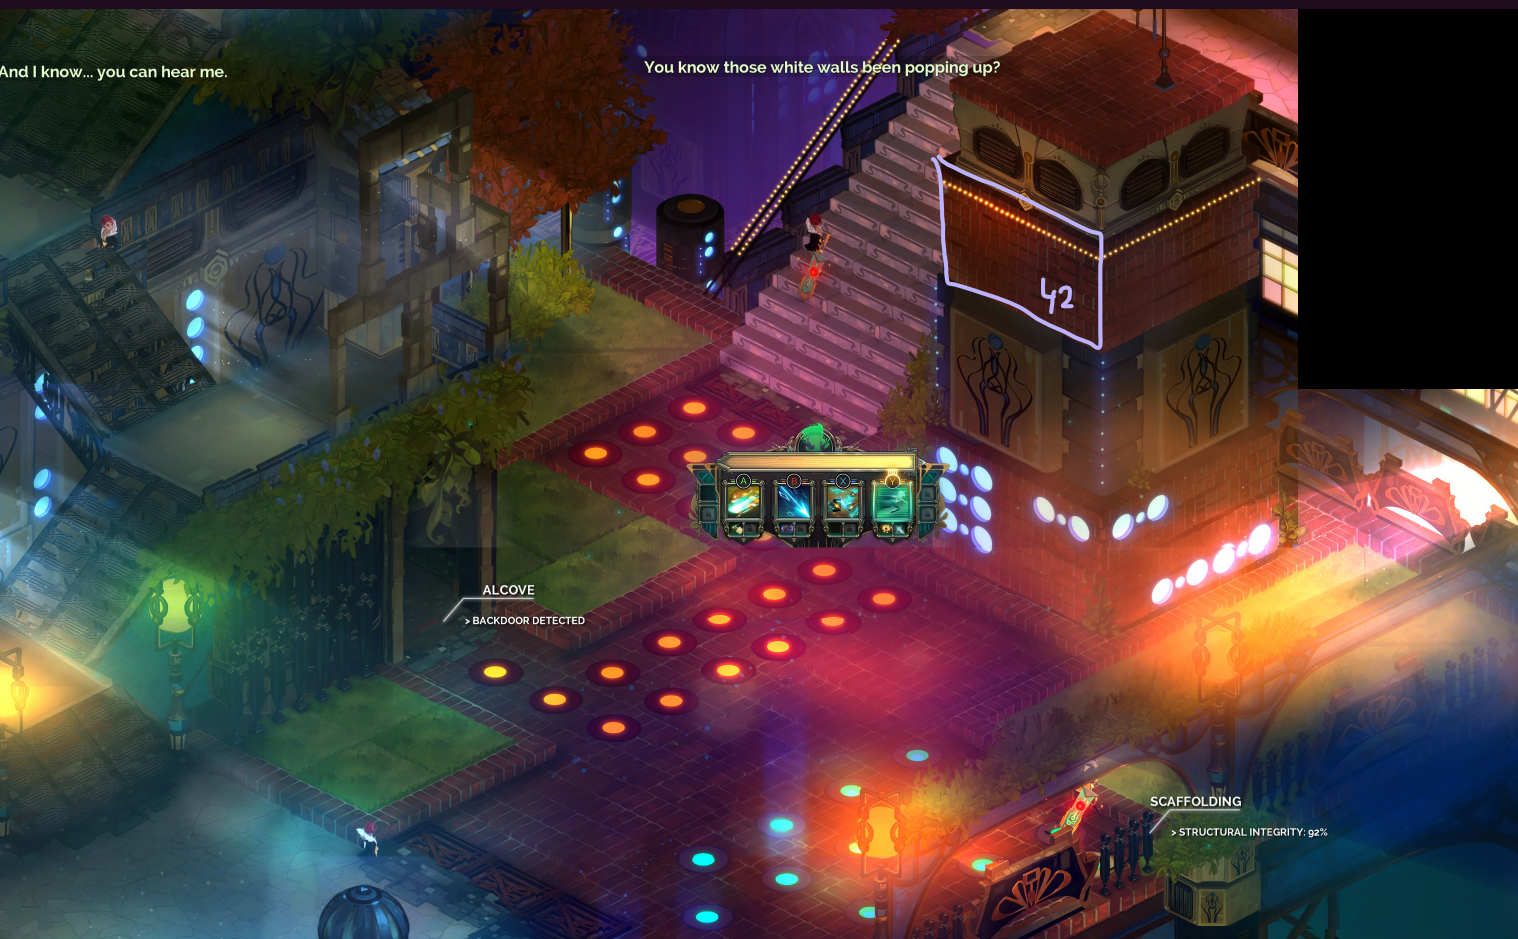 And I know... you can hear me.
You know those white walls been popping up?
42
A
B
X
Y
ALCOVE
> BACKDOOR DETECTED
SCAFFOLDING
> STRUCTURAL INTEGRITY: 92%